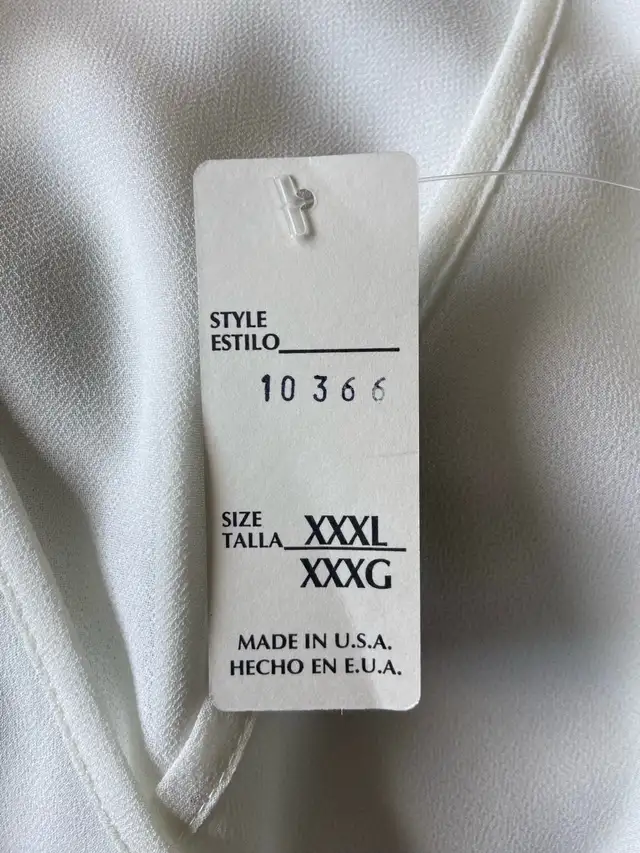 STYLE
ESTILO
10366
SIZE XXXL
TALLA XXXG
MADE IN U.S.A.
HECHO EN E.U.A.